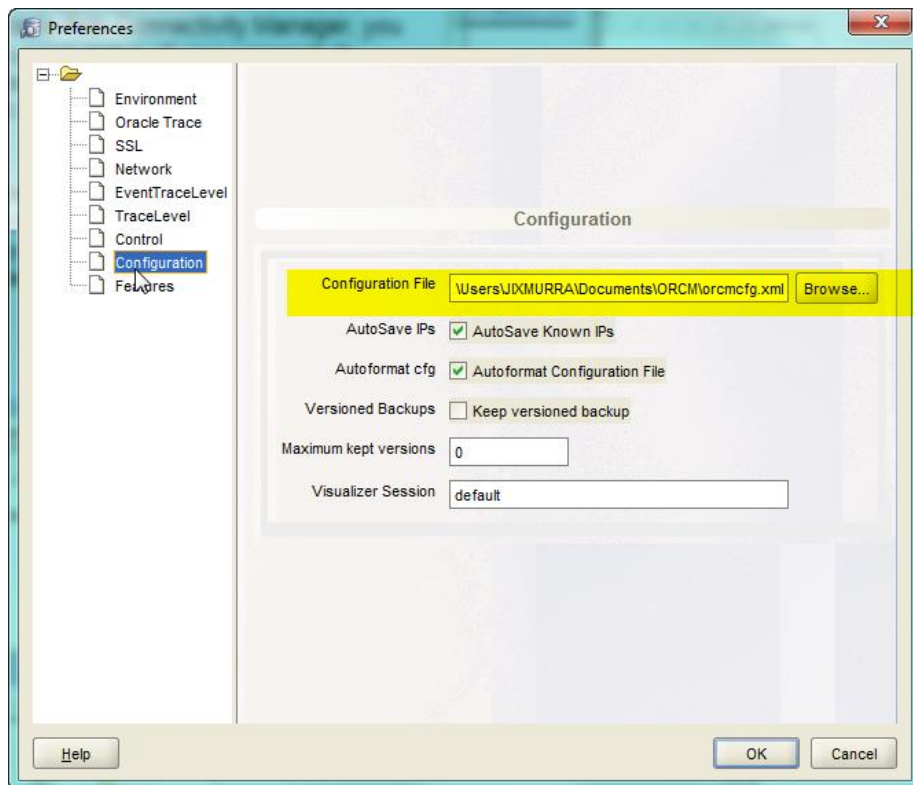 Preferences
Environment
Oracle Trace
SSL
Network
EventTraceLevel
TraceLevel
Control
Configuration
Features
Configuration
Configuration File \Users\JIXMURRA\Documents\ORCM\orcmcfg.xml Browse...
AutoSave IPs AutoSave Known IPs
Autoformat cfg Autoformat Configuration File
Versioned Backups Keep versioned backup
Maximum kept versions 0
Visualizer Session default
Help OK Cancel